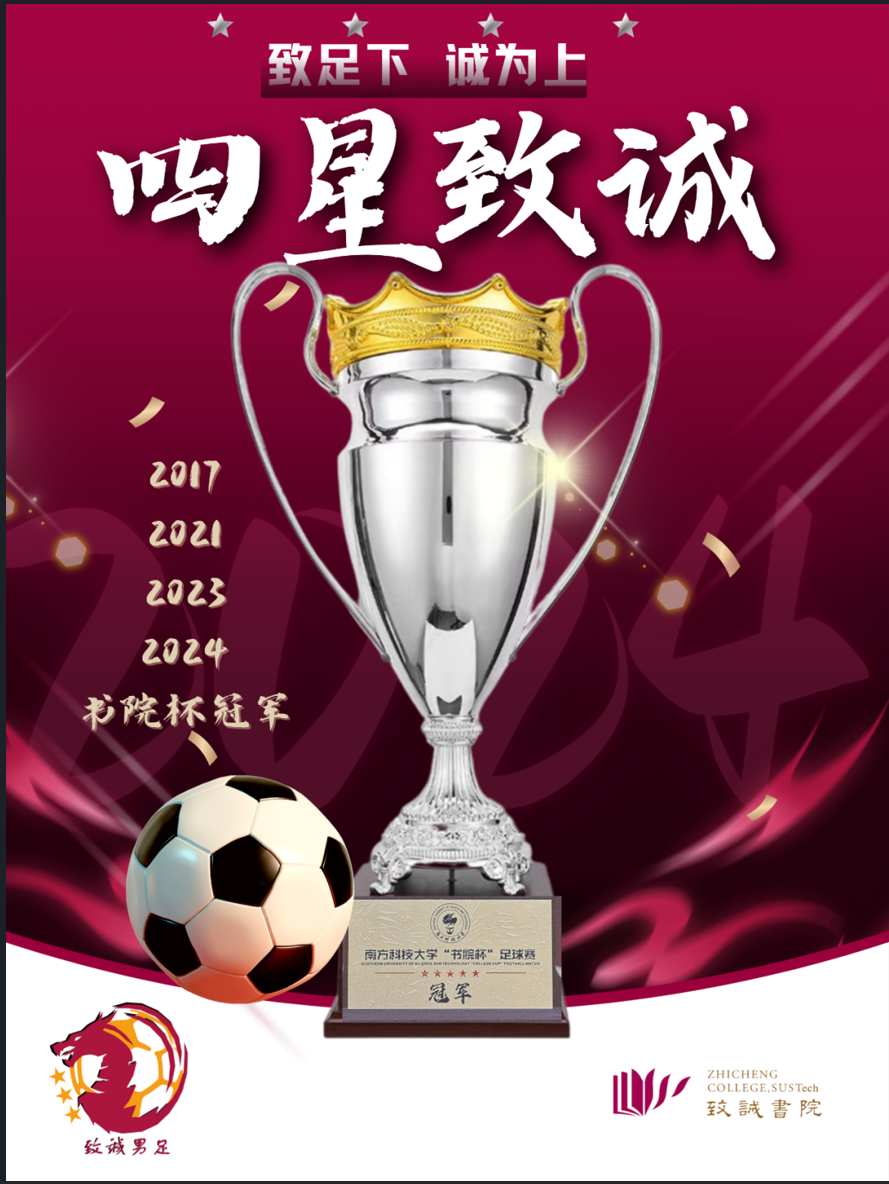 致足下 诚为上
四星致诚
2017
2021
2023
2024
书院杯冠军
2024
南方科技大学“书院杯”足球赛
SOUTHERN UNIVERSITY OF SCIENCE AND TECHNOLOGY "COLLEGE CUP" FOOTBALL MATCH
冠军
致诚男足
ZHICHENG
COLLEGE,SUSTech
致誠書院